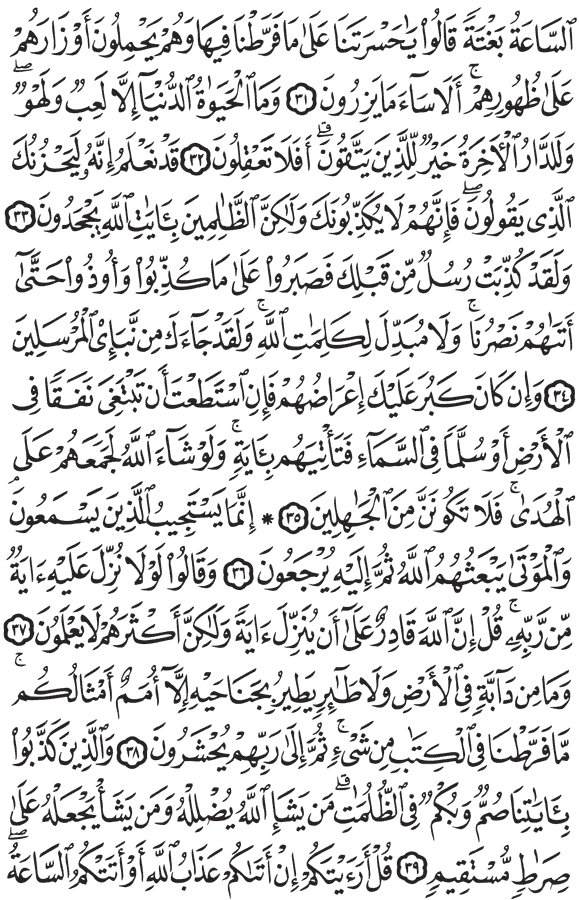 ٱلسَّاعَةُ بَغْتَةً قَالُوا۟ يَٰحَسْرَتَنَا عَلَىٰ مَا فَرَّطْنَا فِيهَا وَهُمْ يَحْمِلُونَ أَوْزَارَهُمْ
عَلَىٰ ظُهُورِهِمْ ۚ أَلَا سَآءَ مَا يَزِرُونَ ٣١ وَمَا ٱلْحَيَوٰةُ ٱلدُّنْيَآ إِلَّا لَعِبٌ وَلَهْوٌ ۖ
وَلَلدَّارُ ٱلْءَاخِرَةُ خَيْرٌ لِّلَّذِينَ يَتَّقُونَ ۗ أَفَلَا تَعْقِلُونَ ٣٢ قَدْ نَعْلَمُ إِنَّهُۥ لَيَحْزُنُكَ
ٱلَّذِى يَقُولُونَ ۖ فَإِنَّهُمْ لَا يُكَذِّبُونَكَ وَلَٰكِنَّ ٱلظَّٰلِمِينَ بِـَٔايَٰتِ ٱللَّهِ يَجْحَدُونَ ٣٣
وَلَقَدْ كُذِّبَتْ رُسُلٌ مِّن قَبْلِكَ فَصَبَرُوا۟ عَلَىٰ مَا كُذِّبُوا۟ وَأُوذُوا۟ حَتَّىٰٓ
أَتَىٰهُمْ نَصْرُنَا ۚ وَلَا مُبَدِّلَ لِكَلِمَٰتِ ٱللَّهِ ۚ وَلَقَدْ جَآءَكَ مِن نَّبَإِى۟ ٱلْمُرْسَلِينَ
٣٤ وَإِن كَانَ كَبُرَ عَلَيْكَ إِعْرَاضُهُمْ فَإِنِ ٱسْتَطَعْتَ أَن تَبْتَغِىَ نَفَقًا فِى
ٱلْأَرْضِ أَوْ سُلَّمًا فِى ٱلسَّمَآءِ فَتَأْتِيَهُم بِـَٔايَةٍ ۚ وَلَوْ شَآءَ ٱللَّهُ لَجَمَعَهُمْ عَلَى
ٱلْهُدَىٰ ۚ فَلَا تَكُونَنَّ مِنَ ٱلْجَٰهِلِينَ ٣٥ * إِنَّمَا يَسْتَجِيبُ ٱلَّذِينَ يَسْمَعُونَ ۘ
وَٱلْمَوْتَىٰ يَبْعَثُهُمُ ٱللَّهُ ثُمَّ إِلَيْهِ يُرْجَعُونَ ٣٦ وَقَالُوا۟ لَوْلَا نُزِّلَ عَلَيْهِ ءَايَةٌ
مِّن رَّبِّهِۦ ۚ قُلْ إِنَّ ٱللَّهَ قَادِرٌ عَلَىٰٓ أَن يُنَزِّلَ ءَايَةً وَلَٰكِنَّ أَكْثَرَهُمْ لَا يَعْلَمُونَ ٣٧
وَمَا مِن دَآبَّةٍ فِى ٱلْأَرْضِ وَلَا طَٰٓئِرٍ يَطِيرُ بِجَنَاحَيْهِ إِلَّآ أُمَمٌ أَمْثَالُكُم ۚ
مَّا فَرَّطْنَا فِى ٱلْكِتَٰبِ مِن شَىْءٍ ۚ ثُمَّ إِلَىٰ رَبِّهِمْ يُحْشَرُونَ ٣٨ وَٱلَّذِينَ كَذَّبُوا۟
بِـَٔايَٰتِنَا صُمٌّ وَبُكْمٌ فِى ٱلظُّلُمَٰتِ ۗ مَن يَشَإِ ٱللَّهُ يُضْلِلْهُ وَمَن يَشَأْ يَجْعَلْهُ عَلَىٰ
صِرَٰطٍ مُّسْتَقِيمٍ ٣٩ قُلْ أَرَءَيْتَكُمْ إِنْ أَتَىٰكُمْ عَذَابُ ٱللَّهِ أَوْ أَتَتْكُمُ ٱلسَّاعَةُ